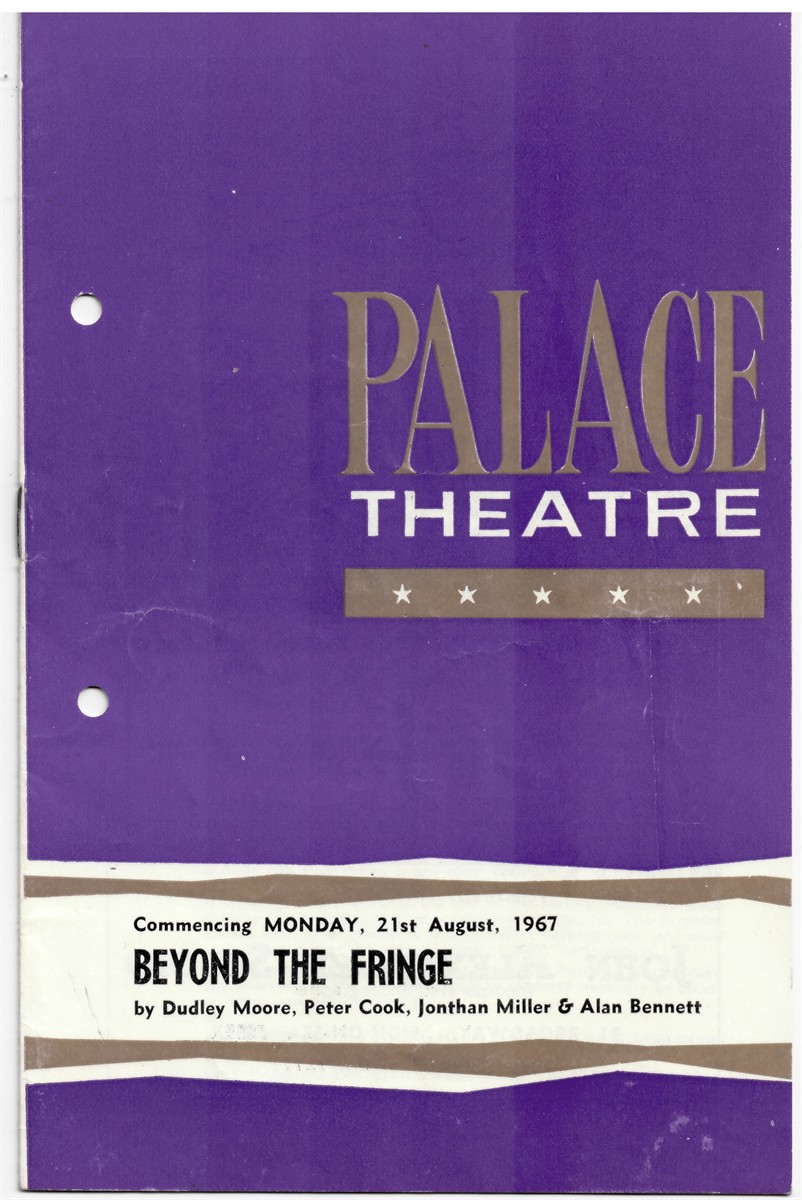 PALACE
THEATRE
Commencing MONDAY, 21st August, 1967
BEYOND THE FRINGE
by Dudley Moore, Peter Cook, Jonthan Miller & Alan Bennett